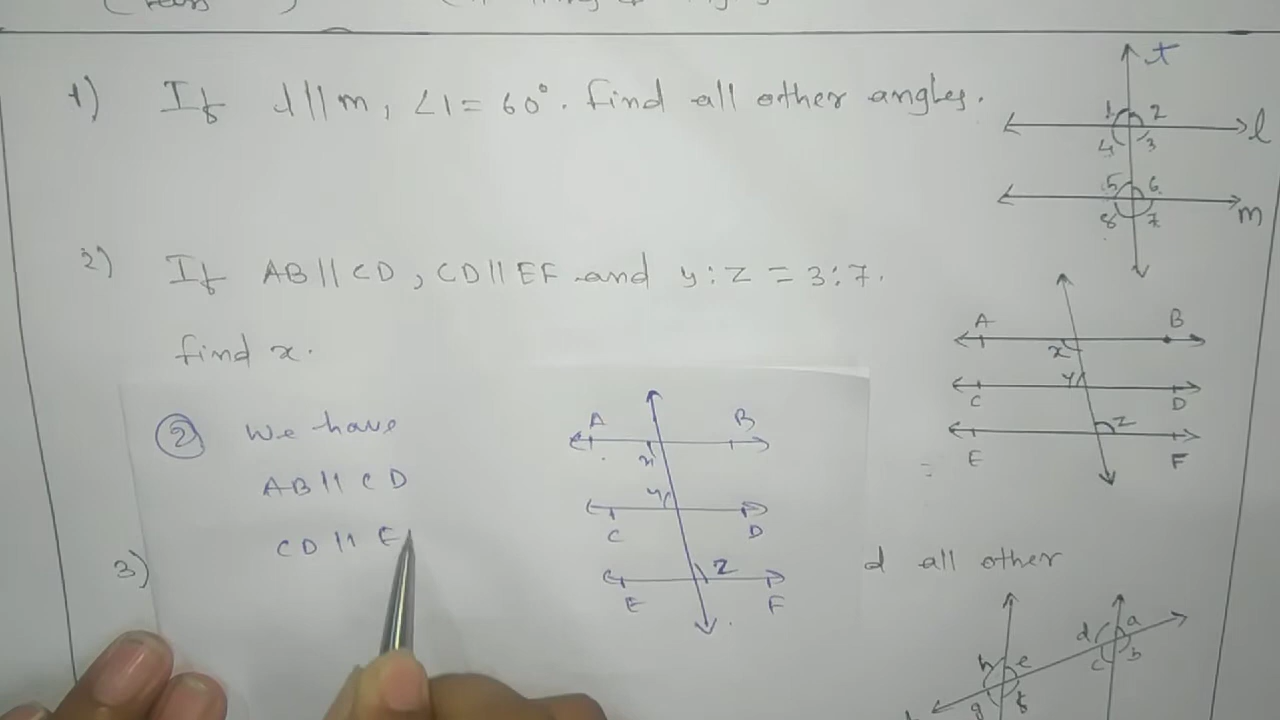 1) If l||m, ∠1 = 60°. Find all other angles.
t
1 2
l
4 3
5 6
m
8 7
2) If AB || CD, CD || EF and y : z = 3:7.
find x.
A B
x
y
C D
z
E F
② We have
AB || CD
CD || E
A B
x
y
C D
z
E F
3)
d all other
d a
c b
h e
g f